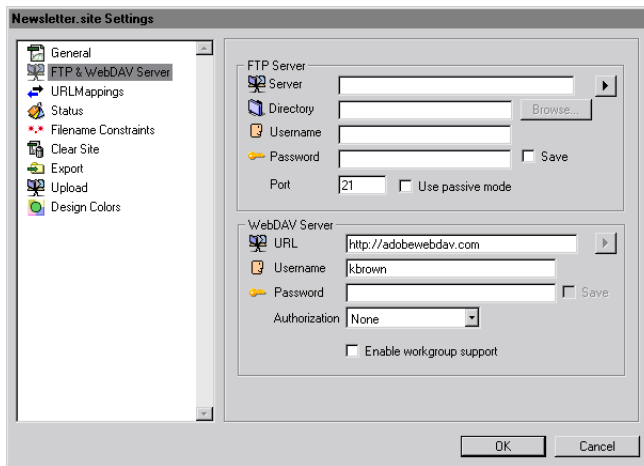 Newsletter.site Settings
General
FTP & WebDAV Server
URLMappings
Status
Filename Constraints
Clear Site
Export
Upload
Design Colors
FTP Server
Server
Directory
Browse...
Username
Password
Save
Port
21
Use passive mode
WebDAV Server
URL
http://adobewebdav.com
Username
kbrown
Password
Save
Authorization
None
Enable workgroup support
OK
Cancel